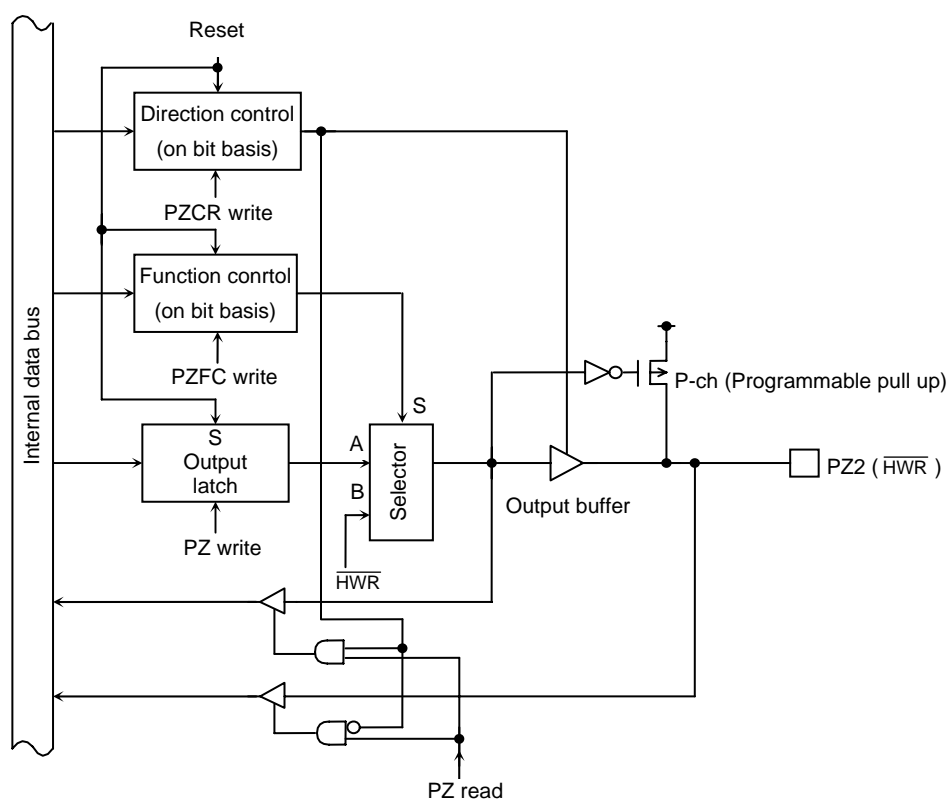 Reset
Direction control
(on bit basis)
PZCR write
Function conrtol
(on bit basis)
Internal data bus
PZFC write
P-ch (Programmable pull up)
S
S
Output
latch
A
B
Selector
PZ2 (HWR)
Output buffer
PZ write
HWR
PZ read